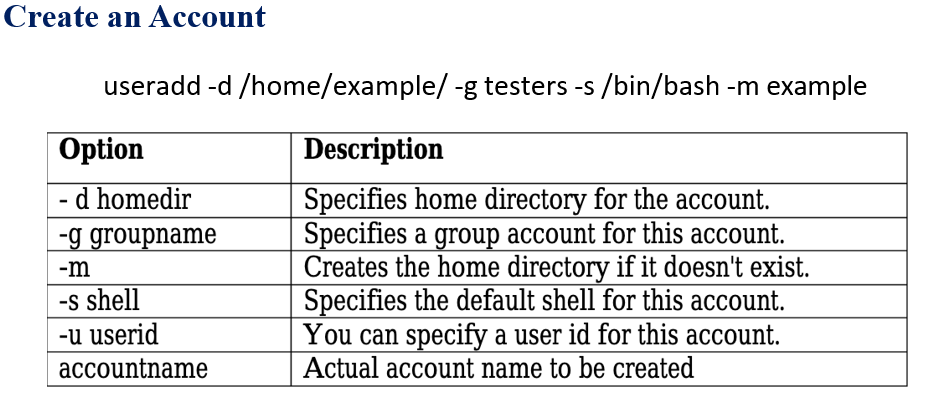 Create an Account
useradd -d /home/example/ -g testers -s /bin/bash -m example
Option Description
- d homedir Specifies home directory for the account.
-g groupname Specifies a group account for this account.
-m Creates the home directory if it doesn't exist.
-s shell Specifies the default shell for this account.
-u userid You can specify a user id for this account.
accountname Actual account name to be created